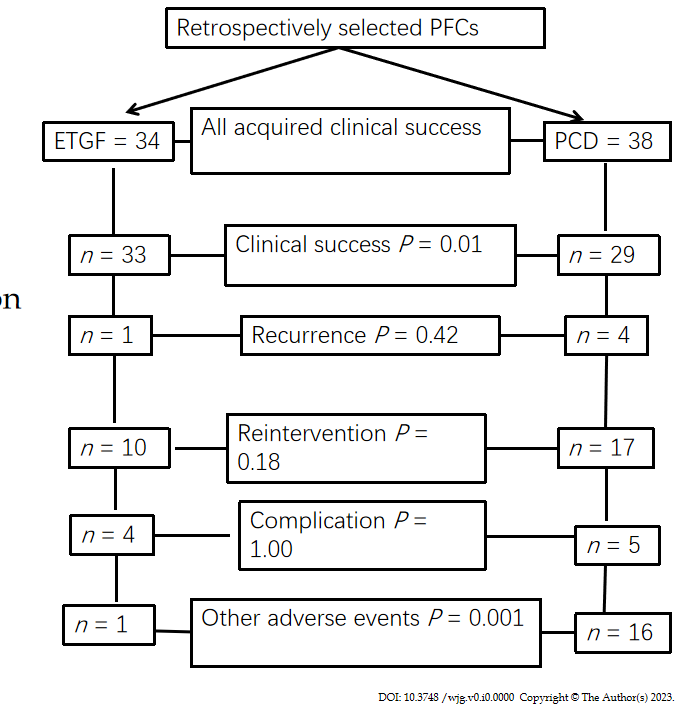 Retrospectively selected PFCs
ETGF = 34
All acquired clinical success
PCD = 38
n = 33
Clinical success P = 0.01
n = 29
on
n = 1
Recurrence P = 0.42
n = 4
n = 10
Reintervention P =
0.18
n = 17
n = 4
Complication P =
1.00
n = 5
n = 1
Other adverse events P = 0.001
n = 16
DOI: 10.3748 /wjg.v0.i0.0000 Copyright © The Author(s) 2023.